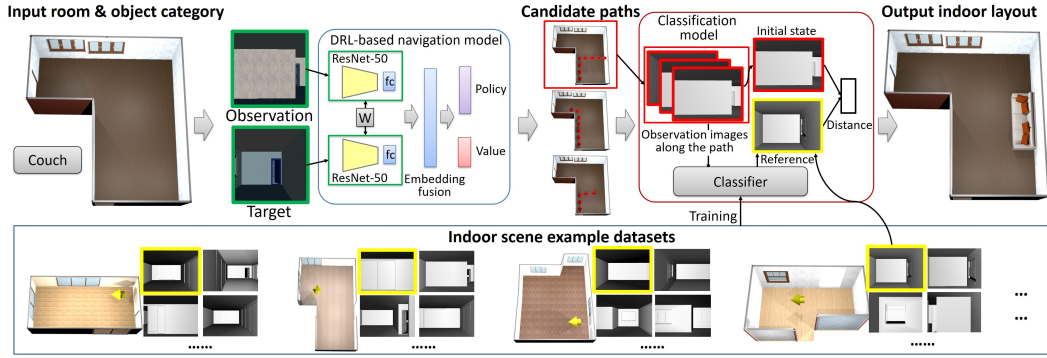 Input room & object category
Candidate paths
Output indoor layout
Couch
Observation
Target
DRL-based navigation model
ResNet-50
fc
W
ResNet-50
fc
Embedding
fusion
Policy
Value
Classification
model
Initial state
Observation images
along the path
Reference
Distance
Classifier
Training
Indoor scene example datasets
......
......
......
......
...
...